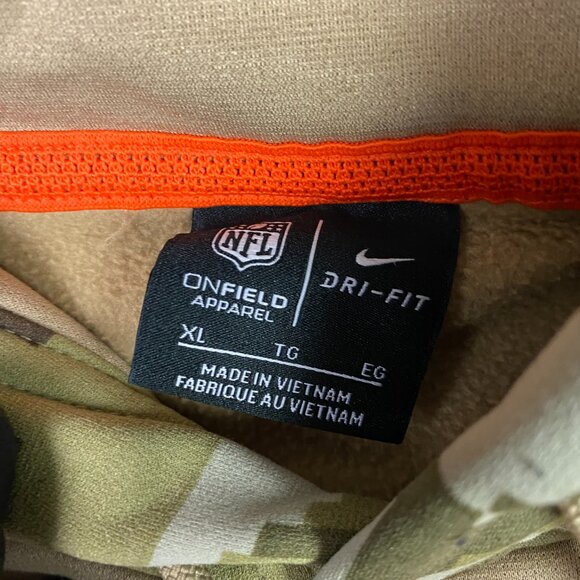 NFL
ONFIELD
APPAREL
DRI-FIT
XL TG EG
MADE IN VIETNAM
FABRIQUE AU VIETNAM